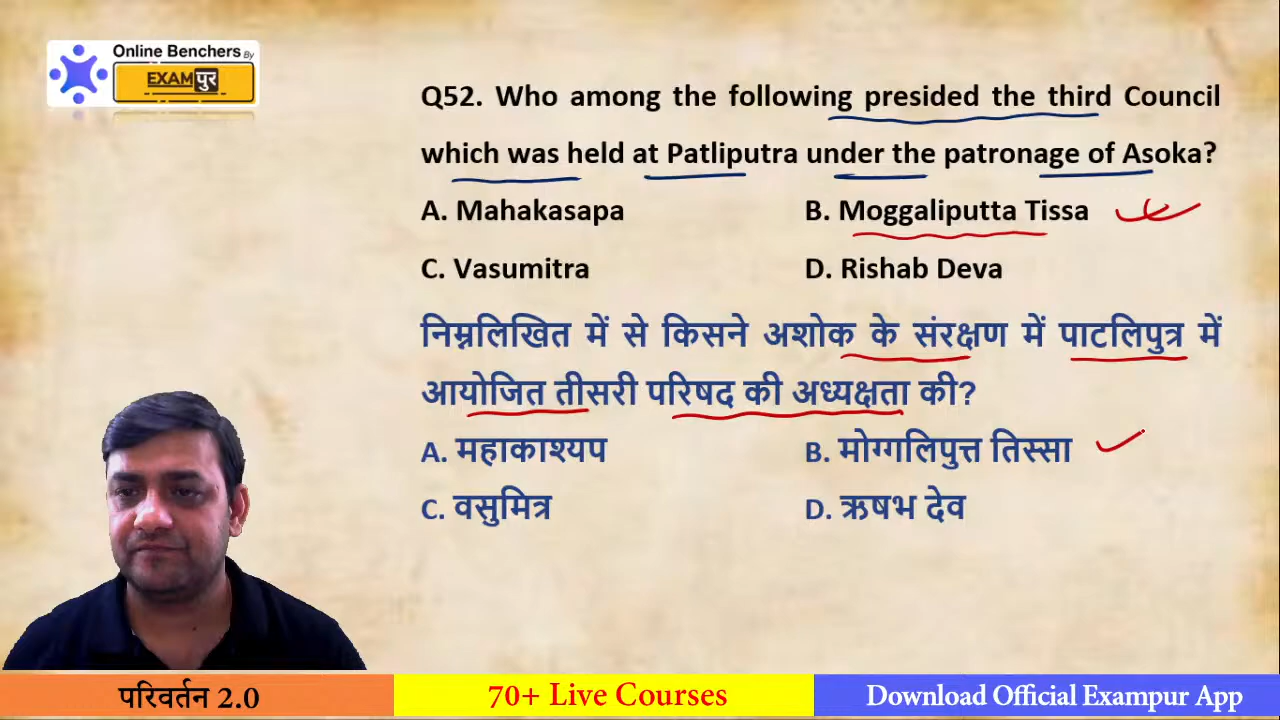 Online Benchers By
EXAMपुर
Q52. Who among the following presided the third Council
which was held at Patliputra under the patronage of Asoka?
A. Mahakasapa
B. Moggaliputta Tissa
C. Vasumitra
D. Rishab Deva
निम्नलिखित में से किसने अशोक के संरक्षण में पाटलिपुत्र में
आयोजित तीसरी परिषद की अध्यक्षता की?
A. महाकाश्यप
B. मोग्गलिपुत्त तिस्सा
C. वसुमित्र
D. ऋषभ देव
परिवर्तन 2.0
70+ Live Courses
Download Official Exampur App